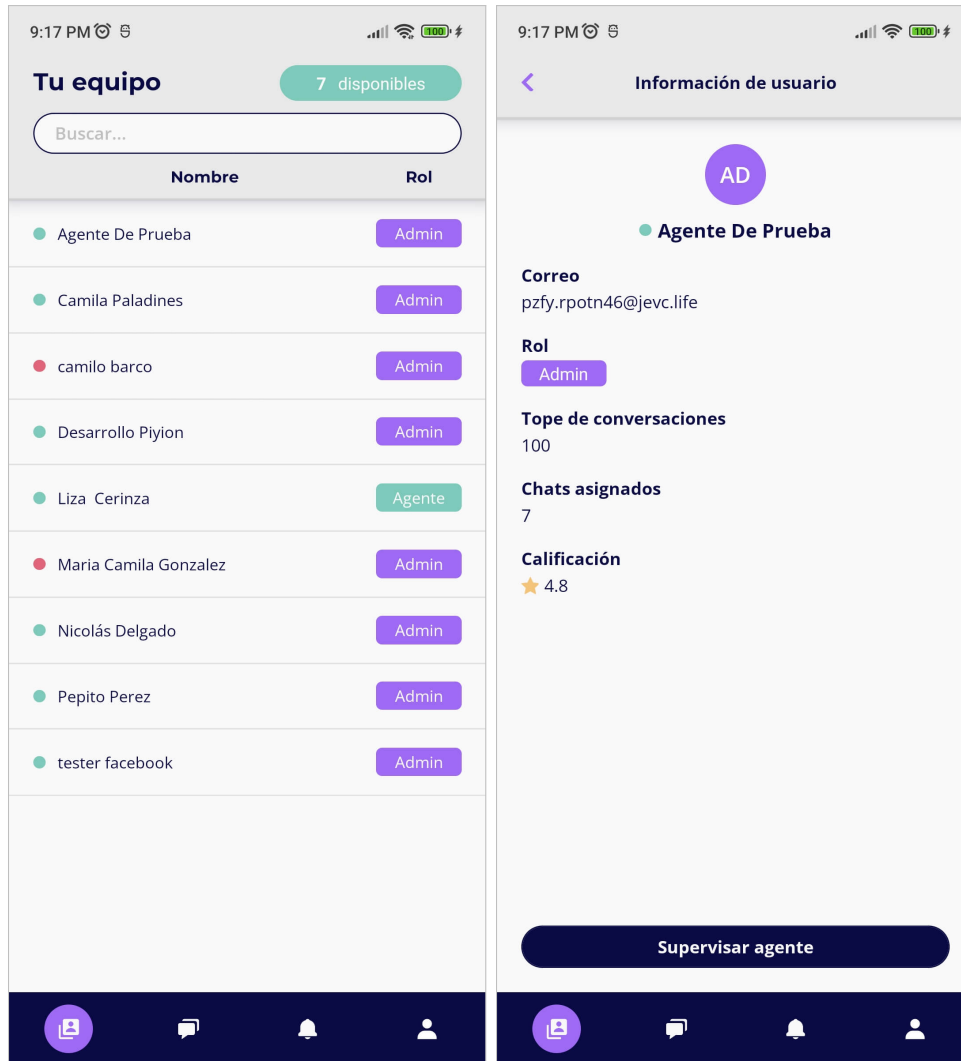 9:17 PM
100
Tu equipo
7 disponibles
Buscar...
Nombre Rol
Agente De Prueba Admin
Camila Paladines Admin
camilo barco Admin
Desarrollo Piyion Admin
Liza  Cerinza Agente
Maria Camila Gonzalez Admin
Nicolás Delgado Admin
Pepito Perez Admin
tester facebook Admin
9:17 PM
100
Información de usuario
AD
Agente De Prueba
Correo
pzfy.rpotn46@jevc.life
Rol
Admin
Tope de conversaciones
100
Chats asignados
7
Calificación
4.8
Supervisar agente